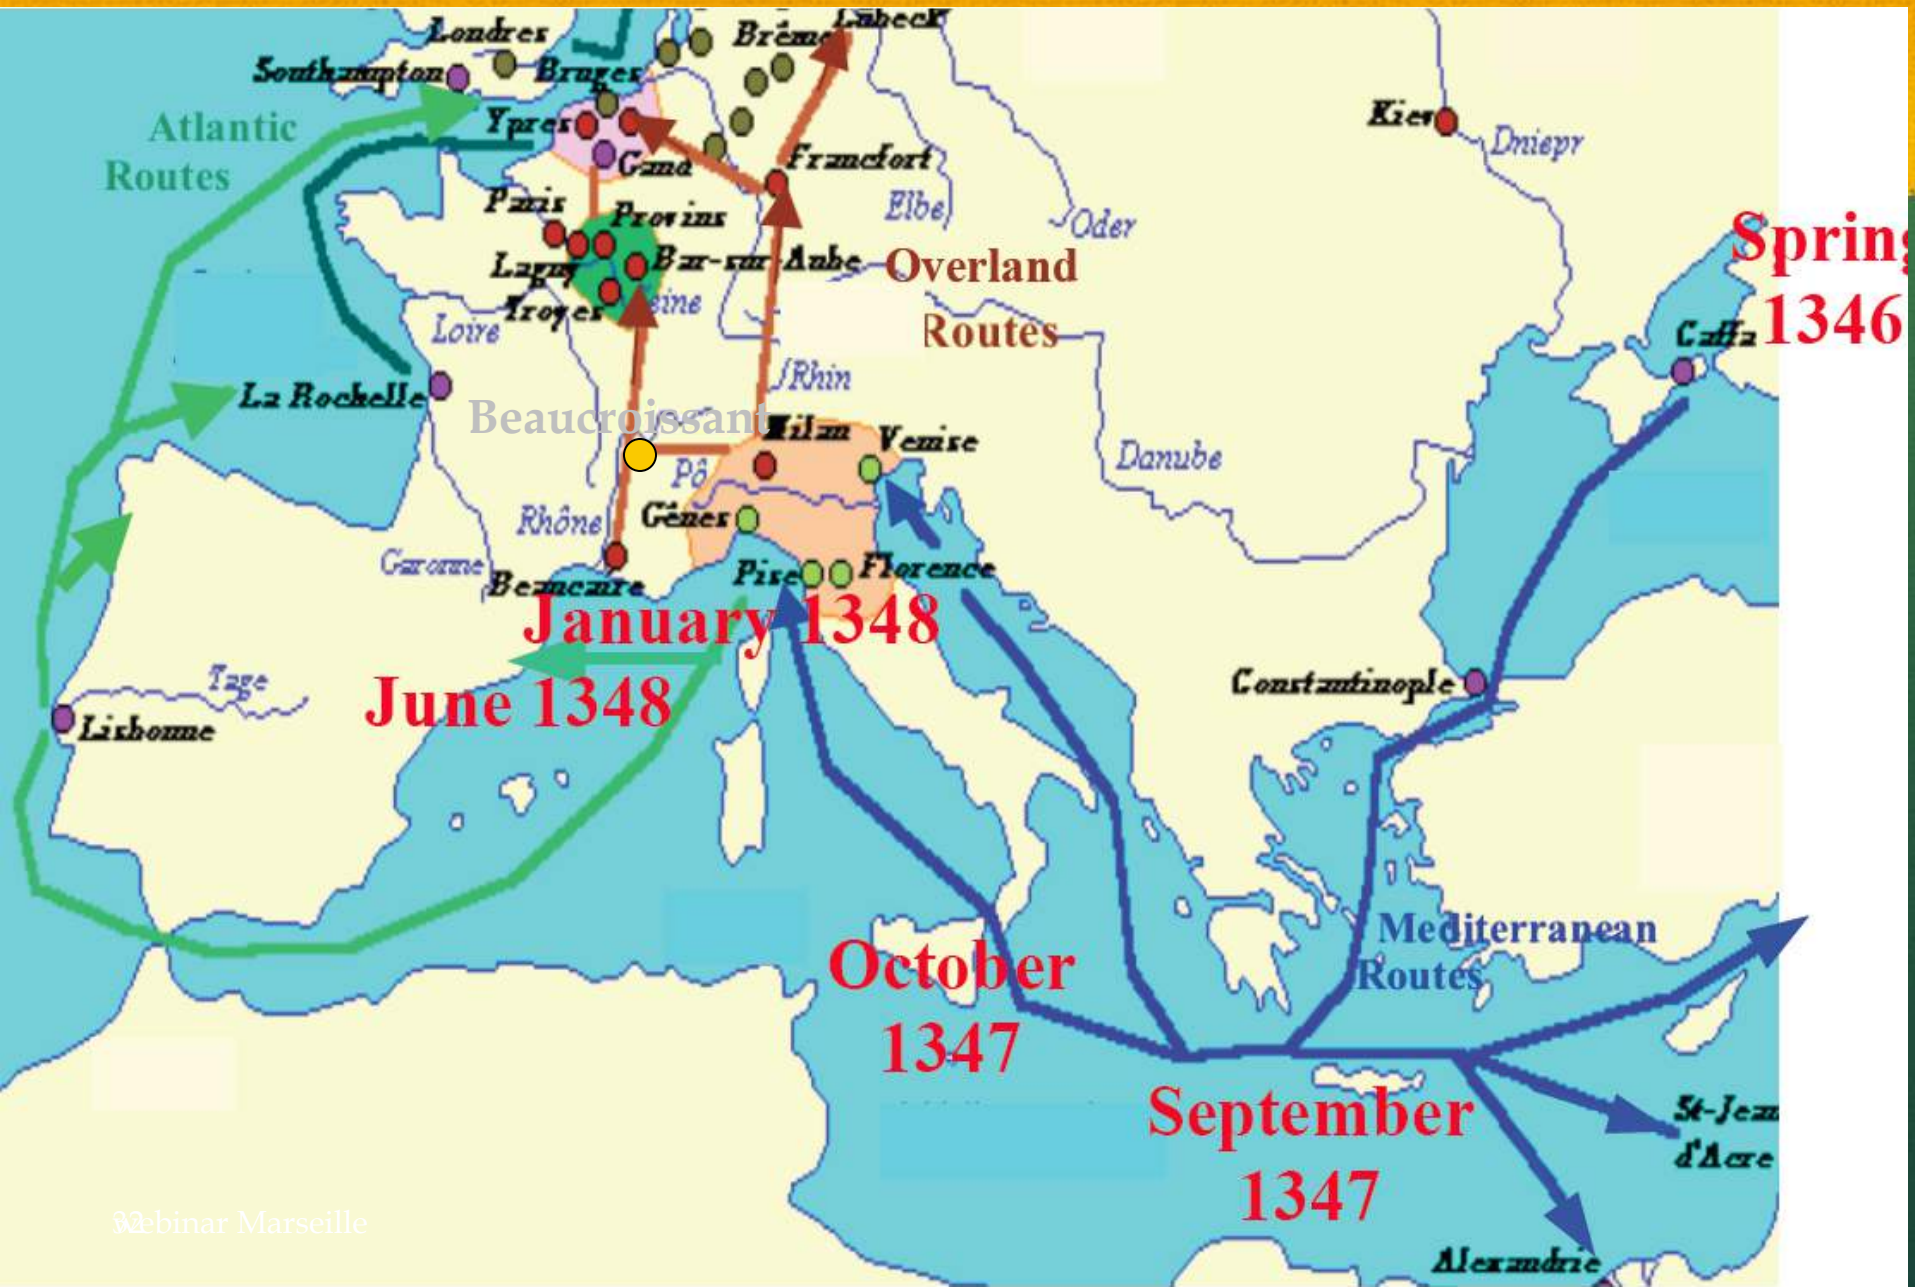 Londres
Brême
Lubeck
Southampton
Bruges
Atlantic
Routes
Ypres
Gand
Francfort
Kiev
Dniepr
Paris
Provins
Elbe
Oder
Lagny
Bar-sur-Aube
Overland
Routes
Troyes
Seine
Loire
Spring
1346
Caffa
La Rochelle
Rhin
Beaucroissant
Milan
Venise
Pô
Danube
Rhône
Gênes
Garonne
Beaucaire
Pise
Florence
January 1348
June 1348
Tage
Lisbonne
Constantinople
Mediterranean
Routes
October
1347
September
1347
St-Jean
d'Acre
webinar Marseille
Alexandrie